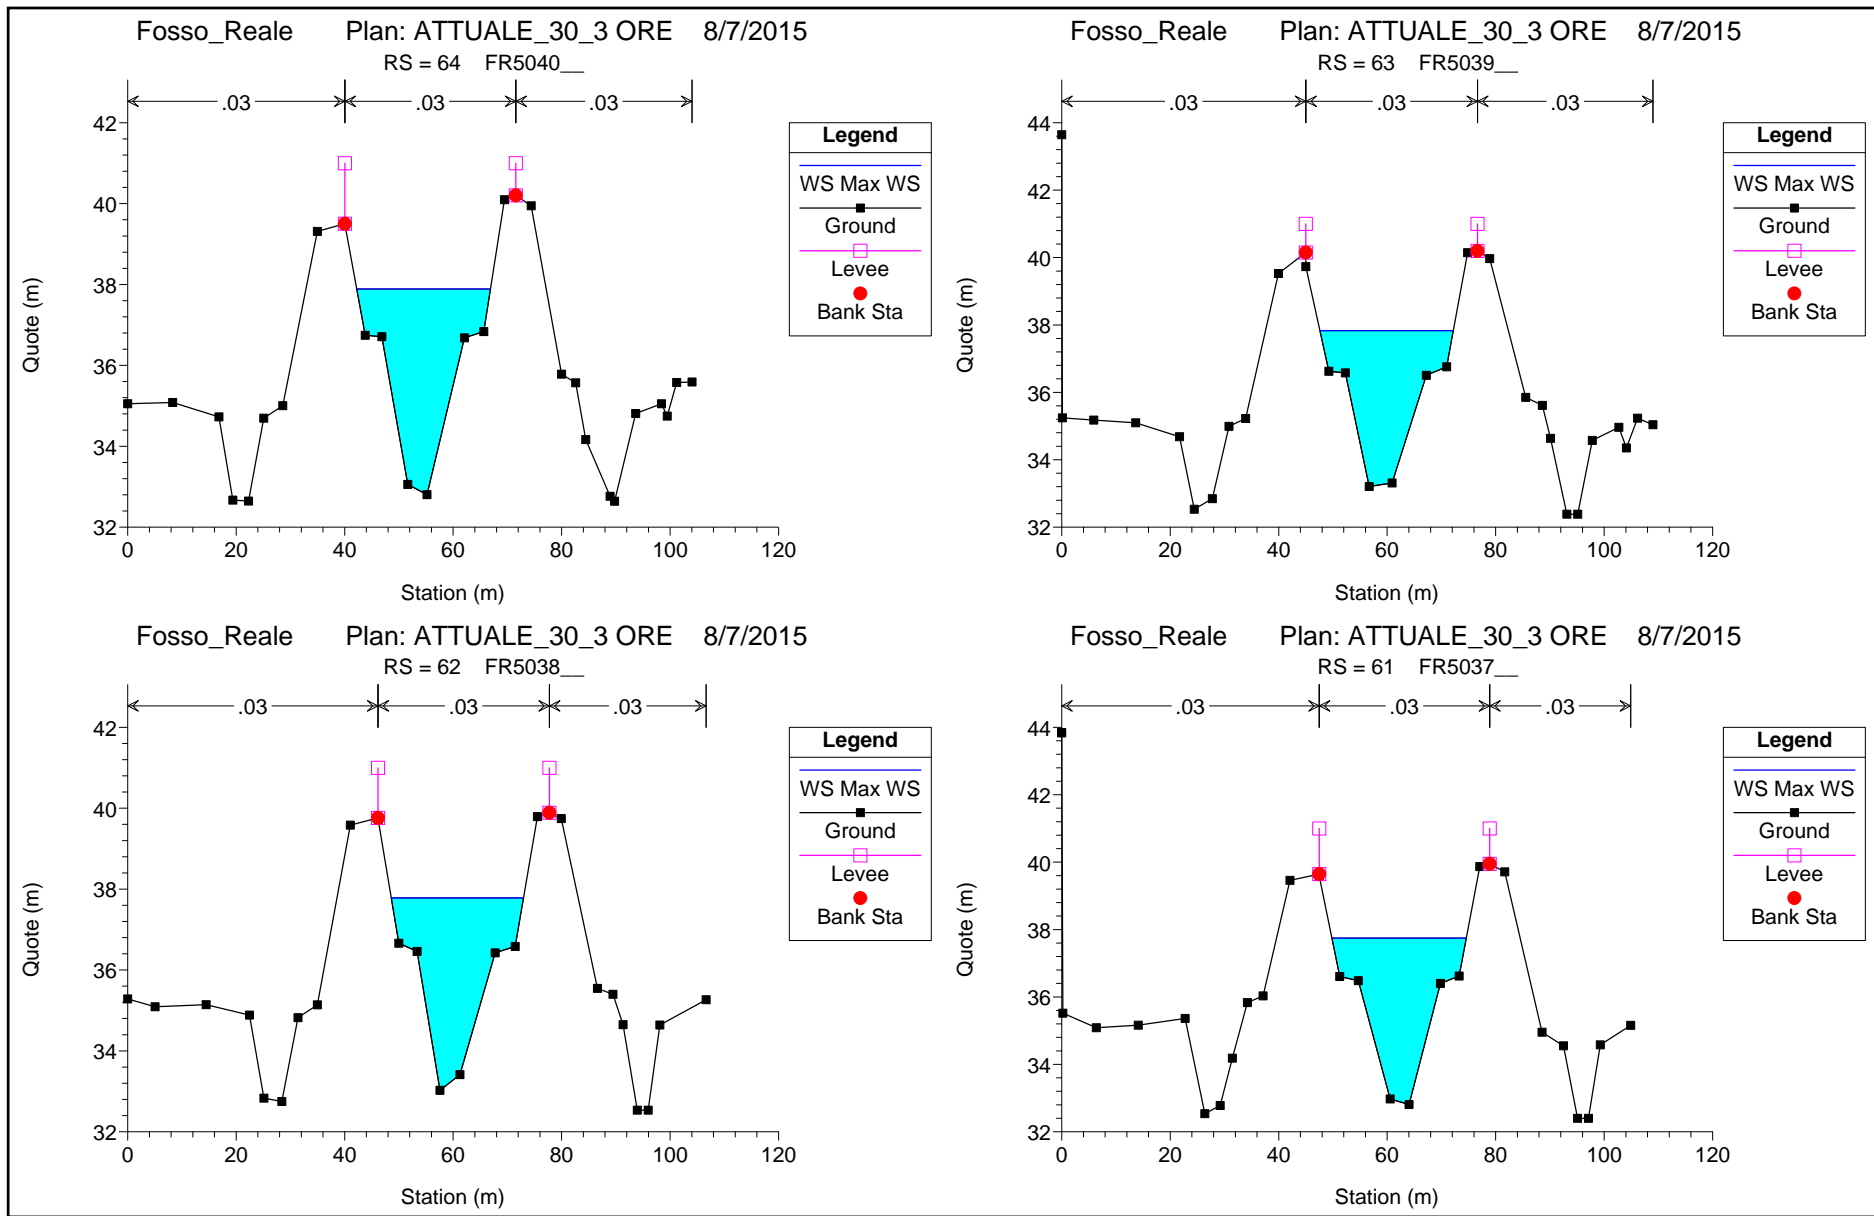 Fosso_Reale Plan: ATTUALE_30_3 ORE 8/7/2015
RS = 64 FR5040__
.03 .03 .03
42
40
38
36
34
32
Quote (m)
0 20 40 60 80 100 120
Station (m)
Legend
WS Max WS
Ground
Levee
Bank Sta
Fosso_Reale Plan: ATTUALE_30_3 ORE 8/7/2015
RS = 63 FR5039__
.03 .03 .03
44
42
40
38
36
34
32
Quote (m)
0 20 40 60 80 100 120
Station (m)
Legend
WS Max WS
Ground
Levee
Bank Sta
Fosso_Reale Plan: ATTUALE_30_3 ORE 8/7/2015
RS = 62 FR5038__
.03 .03 .03
42
40
38
36
34
32
Quote (m)
0 20 40 60 80 100 120
Station (m)
Legend
WS Max WS
Ground
Levee
Bank Sta
Fosso_Reale Plan: ATTUALE_30_3 ORE 8/7/2015
RS = 61 FR5037__
.03 .03 .03
44
42
40
38
36
34
32
Quote (m)
0 20 40 60 80 100 120
Station (m)
Legend
WS Max WS
Ground
Levee
Bank Sta